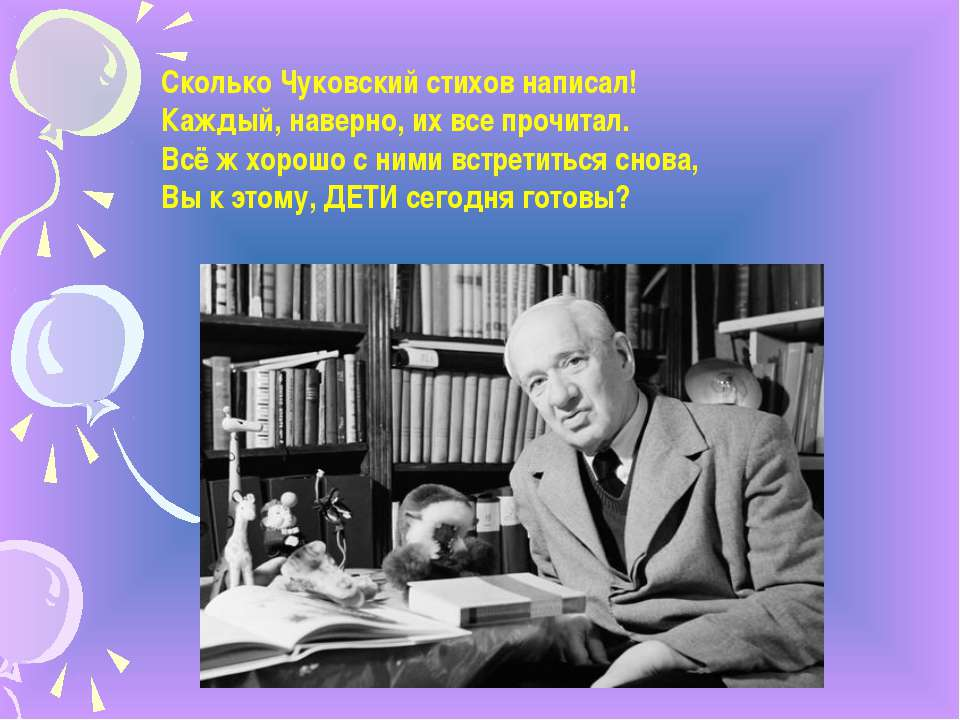 Сколько Чуковский стихов написал!
Каждый, наверно, их все прочитал.
Всё ж хорошо с ними встретиться снова,
Вы к этому, ДЕТИ сегодня готовы?